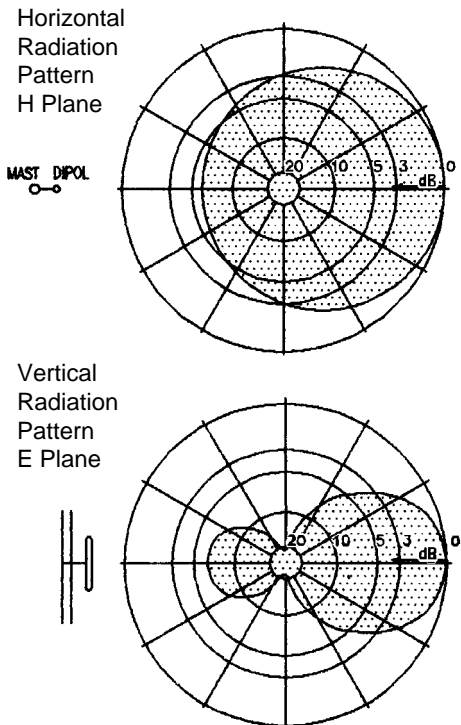 Horizontal
Radiation
Pattern
H Plane
MAST DIPOL
20 10 5 3 0
dB
Vertical
Radiation
Pattern
E Plane
20 10 5 3 0
dB